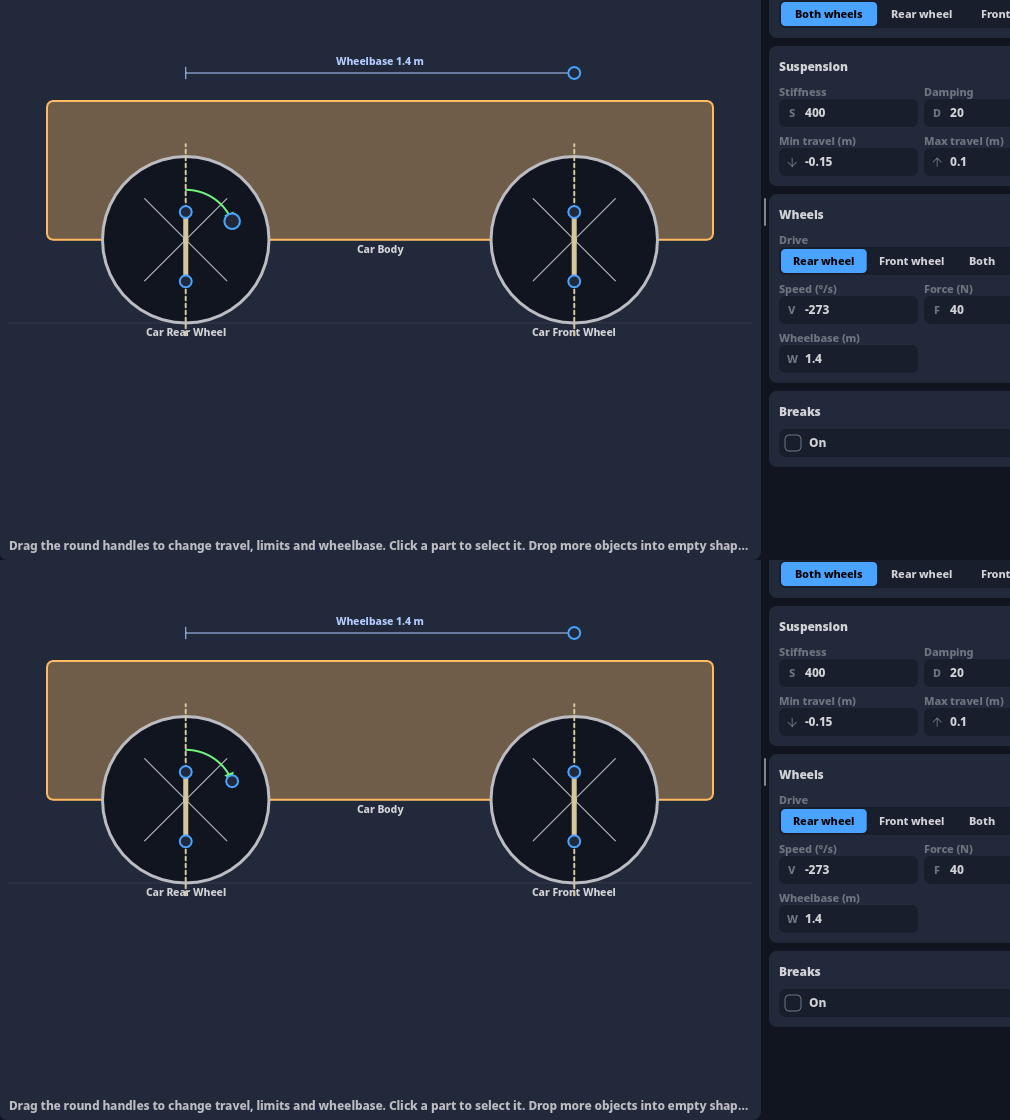 Both wheels Rear wheel Front
Wheelbase 1.4 m
Suspension
Stiffness Damping
S 400 D 20
Min travel (m) Max travel (m)
↓ -0.15 ↑ 0.1
Wheels
Drive
Car Body
Rear wheel Front wheel Both
Speed (°/s) Force (N)
V -273 F 40
Car Rear Wheel Car Front Wheel
Wheelbase (m)
W 1.4
Breaks
On
Drag the round handles to change travel, limits and wheelbase. Click a part to select it. Drop more objects into empty shap...
Both wheels Rear wheel Front
Wheelbase 1.4 m
Suspension
Stiffness Damping
S 400 D 20
Min travel (m) Max travel (m)
↓ -0.15 ↑ 0.1
Wheels
Drive
Car Body
Rear wheel Front wheel Both
Speed (°/s) Force (N)
V -273 F 40
Car Rear Wheel Car Front Wheel
Wheelbase (m)
W 1.4
Breaks
On
Drag the round handles to change travel, limits and wheelbase. Click a part to select it. Drop more objects into empty shap...